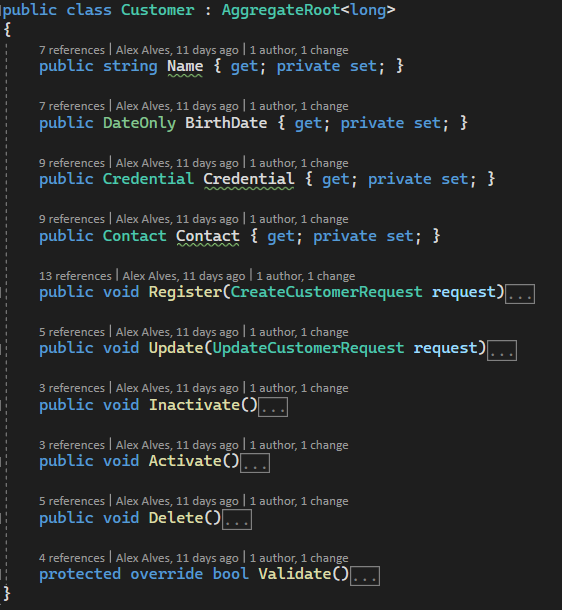 public class Customer : AggregateRoot<long>
{
7 references | Alex Alves, 11 days ago | 1 author, 1 change
public string Name { get; private set; }
7 references | Alex Alves, 11 days ago | 1 author, 1 change
public DateOnly BirthDate { get; private set; }
9 references | Alex Alves, 11 days ago | 1 author, 1 change
public Credential Credential { get; private set; }
9 references | Alex Alves, 11 days ago | 1 author, 1 change
public Contact Contact { get; private set; }
13 references | Alex Alves, 11 days ago | 1 author, 1 change
public void Register(CreateCustomerRequest request)...
5 references | Alex Alves, 11 days ago | 1 author, 1 change
public void Update(UpdateCustomerRequest request)...
3 references | Alex Alves, 11 days ago | 1 author, 1 change
public void Inactivate()...
3 references | Alex Alves, 11 days ago | 1 author, 1 change
public void Activate()...
5 references | Alex Alves, 11 days ago | 1 author, 1 change
public void Delete()...
4 references | Alex Alves, 11 days ago | 1 author, 1 change
protected override bool Validate()...
}